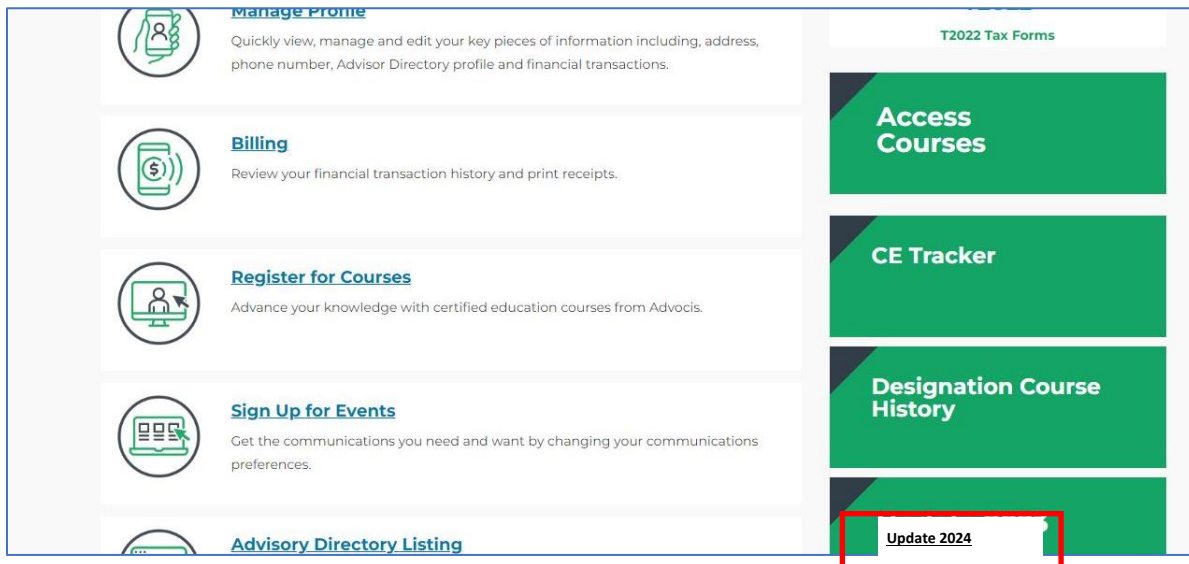 Manage Profile
Quickly view, manage and edit your key pieces of information including, address,
phone number, Advisor Directory profile and financial transactions.
Billing
Review your financial transaction history and print receipts.
Register for Courses
Advance your knowledge with certified education courses from Advocis.
Sign Up for Events
Get the communications you need and want by changing your communications
preferences.
Advisory Directory Listing
T2022 Tax Forms
Access
Courses
CE Tracker
Designation Course
History
Update 2024